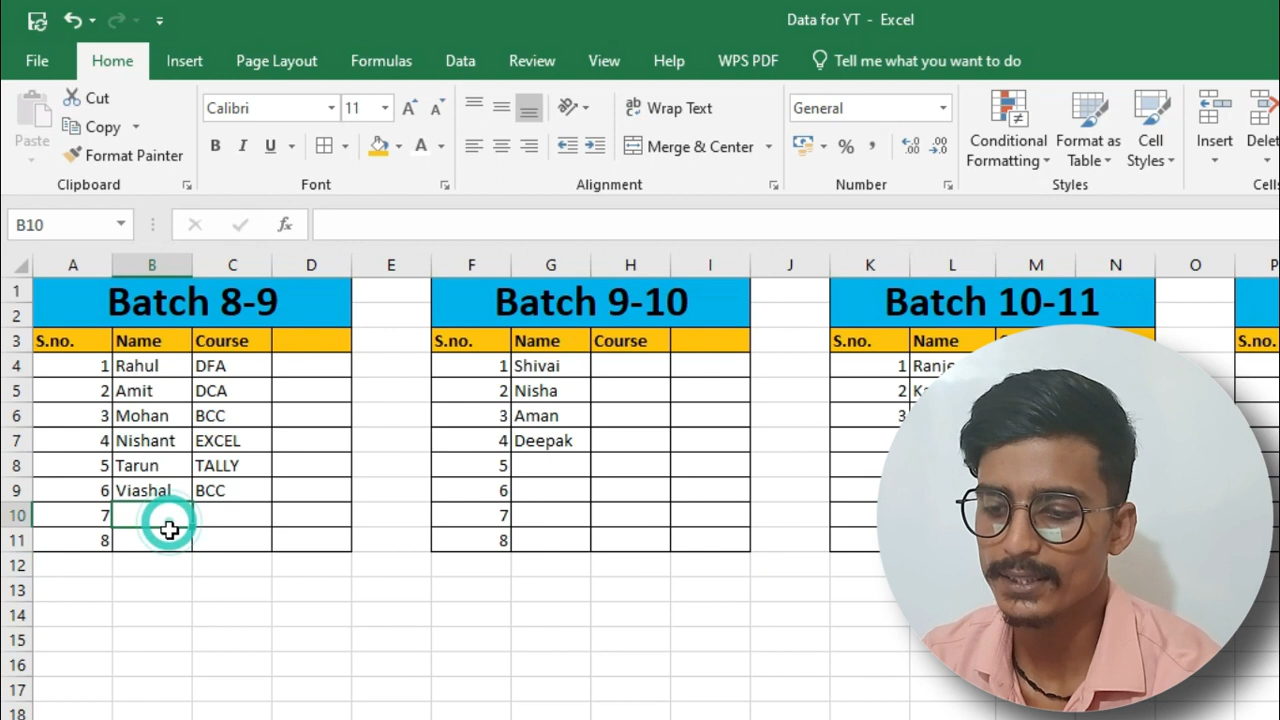 Data for YT - Excel
File Home Insert Page Layout Formulas Data Review View Help WPS PDF Tell me what you want to do
Paste Cut Copy Format Painter Clipboard
Calibri 11 B I U A Font
Wrap Text Merge & Center Alignment
General % Number
Conditional Formatting Format as Table Cell Styles Styles
Insert
B10 fx
A B C D E F G H I J K L M N O P
1 Batch 8-9 Batch 9-10 Batch 10-11
2
3 S.no. Name Course S.no. Name Course S.no. Name S.no.
4 1 Rahul DFA 1 Shivai 1
5 2 Amit DCA 2 Nisha 2
6 3 Mohan BCC 3 Aman 3
7 4 Nishant EXCEL 4 Deepak
8 5 Tarun TALLY 5
9 6 Viashal BCC 6
10 7 7
11 8 8
12
13
14
15
16
17
18